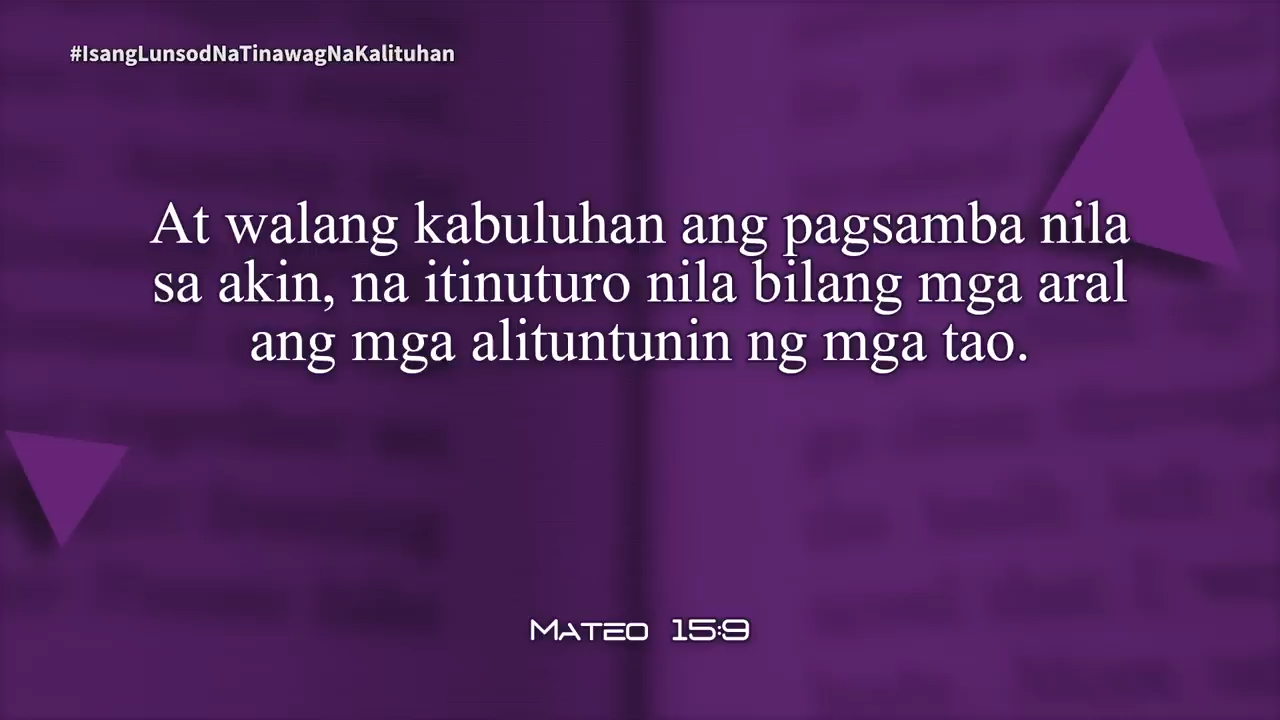 #IsangLunsodNaTinawagNaKalituhan
At walang kabuluhan ang pagsamba nila
sa akin, na itinuturo nila bilang mga aral
ang mga alituntunin ng mga tao.
Mateo 15:9